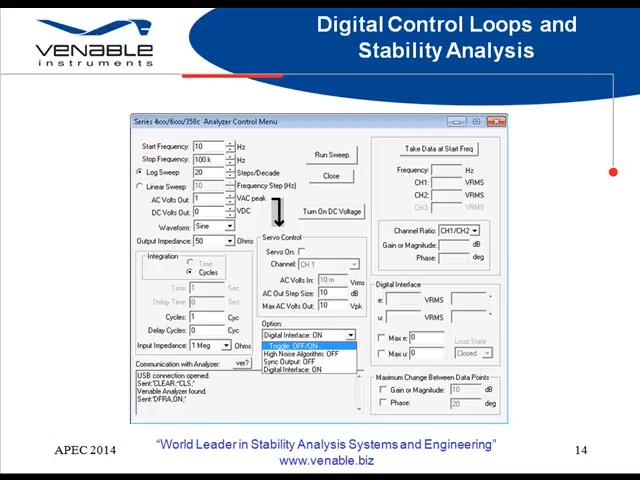 VENABLE
instruments
Digital Control Loops and
Stability Analysis
Series 4xxx/6xxx/350c Analyzer Control Menu
Start Frequency: 10 Hz
Stop Frequency: 100 k Hz
Log Sweep 20 Steps/Decade
Linear Sweep 10 Frequency Step (Hz)
AC Volts Out: 1 VAC peak
DC Volts Out: 0 VDC
Waveform: Sine
Output Impedance: 50 Ohms
Integration
Time
Cycles
Time: 1 Sec
Delay Time: 0 Sec
Cycles: 1 Cyc
Delay Cycles: 0 Cyc
Input Impedance: 1 Meg Ohms
Communication with Analyzer: ver?
USB connection opened.
Sent:'CLEAR;*CLS;'
Venable Analyzer found.
Sent:'DFRA,ON;'
Run Sweep
Close
Turn On DC Voltage
Servo Control
Servo On:
Channel: CH 1
AC Volts In: 10 m Vrms
AC Out Step Size: 10 dB
Max AC Volts Out: 10 Vpk
Option:
Digital Interface: ON
Toggle: OFF/ON
High Noise Algorithm: OFF
Sync Output: OFF
Digital Interface: ON
Take Data at Start Freq
Frequency: Hz
CH1: VRMS
CH2: VRMS
CH3: VRMS
Channel Ratio: CH1/CH2
Gain or Magnitude: dB
Phase: deg
Digital Interface
e: VRMS °
u: VRMS °
Max e: 0
Max u: 0
Loop State
Closed
Maximum Change Between Data Points
Gain or Magnitude: 10 dB
Phase: 20 deg
APEC 2014
“World Leader in Stability Analysis Systems and Engineering”
www.venable.biz
14